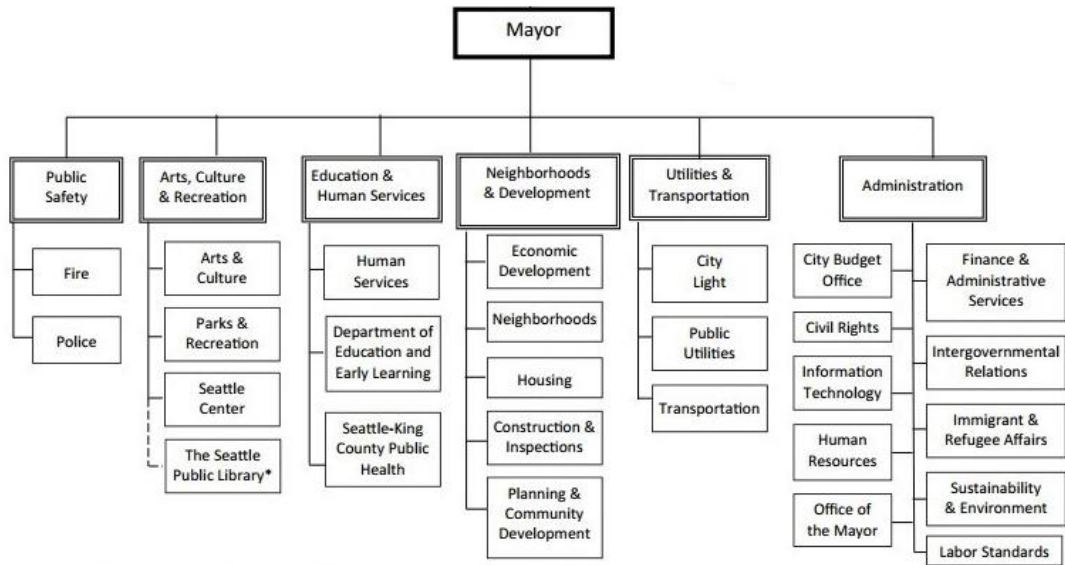 Mayor
Public
Safety
Arts, Culture
& Recreation
Education &
Human Services
Neighborhoods
& Development
Utilities &
Transportation
Administration
Fire
Police
Arts &
Culture
Parks &
Recreation
Seattle
Center
The Seattle
Public Library*
Human
Services
Department of
Education and
Early Learning
Seattle-King
County Public
Health
Economic
Development
Neighborhoods
Housing
Construction &
Inspections
Planning &
Community
Development
City
Light
Public
Utilities
Transportation
City Budget
Office
Civil Rights
Information
Technology
Human
Resources
Office of
the Mayor
Finance &
Administrative
Services
Intergovernmental
Relations
Immigrant &
Refugee Affairs
Sustainability
& Environment
Labor Standards